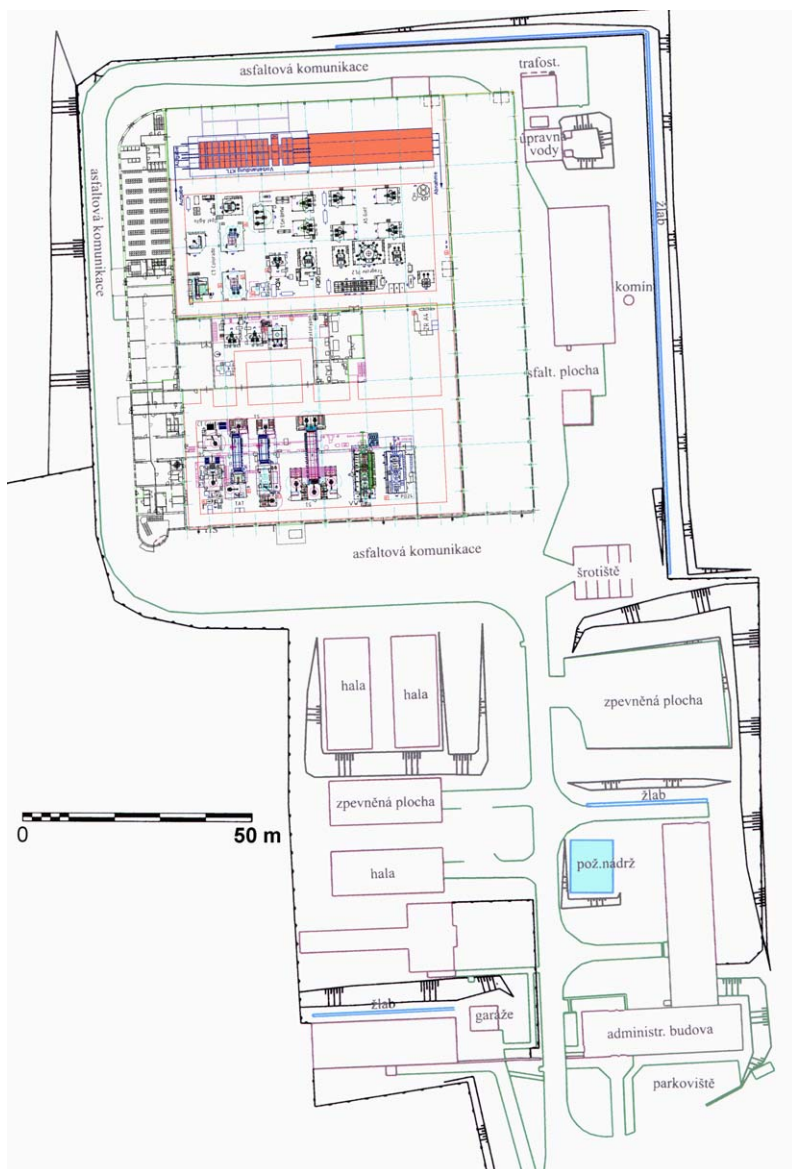 asfaltová komunikace
trafost.
úpravna
vody
asfaltová komunikace
žlab
komín
sfalt. plocha
asfaltová komunikace
šrotiště
hala
hala
zpevněná plocha
žlab
zpevněná plocha
0
50 m
hala
pož.nádrž
žlab
garáže
administr. budova
parkoviště